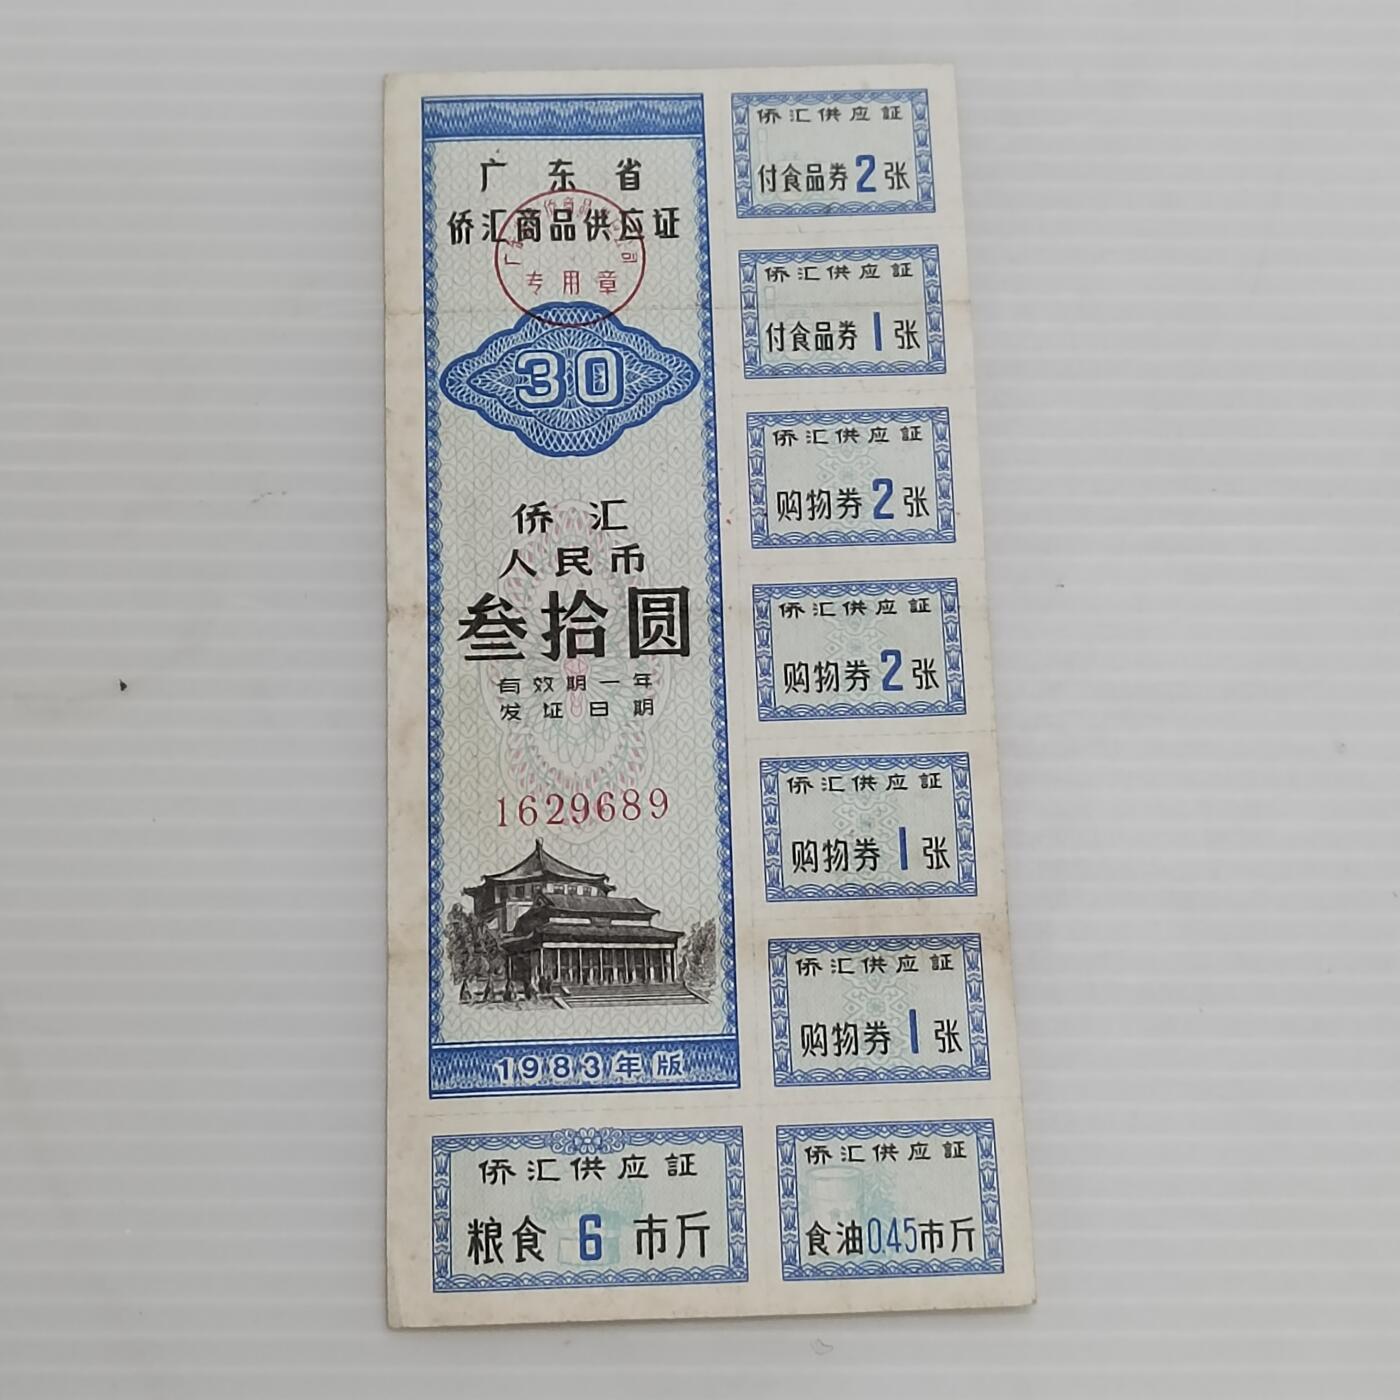 广东省
侨汇商品供应证
专用章
30
侨汇
人民币
叁拾圆
有效期一年
发证日期
1629689
1983年版
侨汇供应証
粮食6市斤
侨汇供应証
付食品券2张
侨汇供应証
付食品券1张
侨汇供应証
购物券2张
侨汇供应証
购物券2张
侨汇供应証
购物券1张
侨汇供应証
购物券1张
侨汇供应証
食油0.45市斤